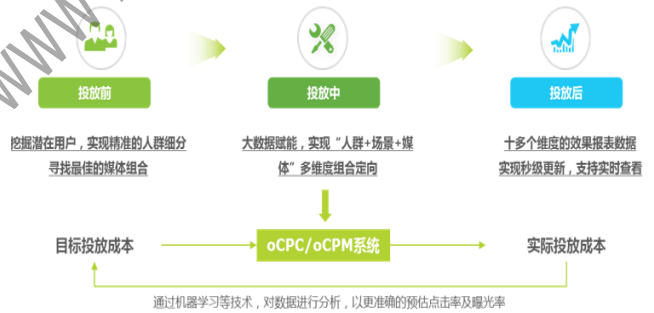 WWW
投放前
投放中
投放后
挖掘潜在用户，实现精准的人群细分
寻找最佳的媒体组合
大数据赋能，实现“人群+场景+媒
体”多维度组合定向
十多个维度的效果报表数据
实现秒级更新，支持实时查看
目标投放成本
oCPC/oCPM系统
实际投放成本
通过机器学习等技术，对数据进行分析，以更准确的预估点击率及曝光率